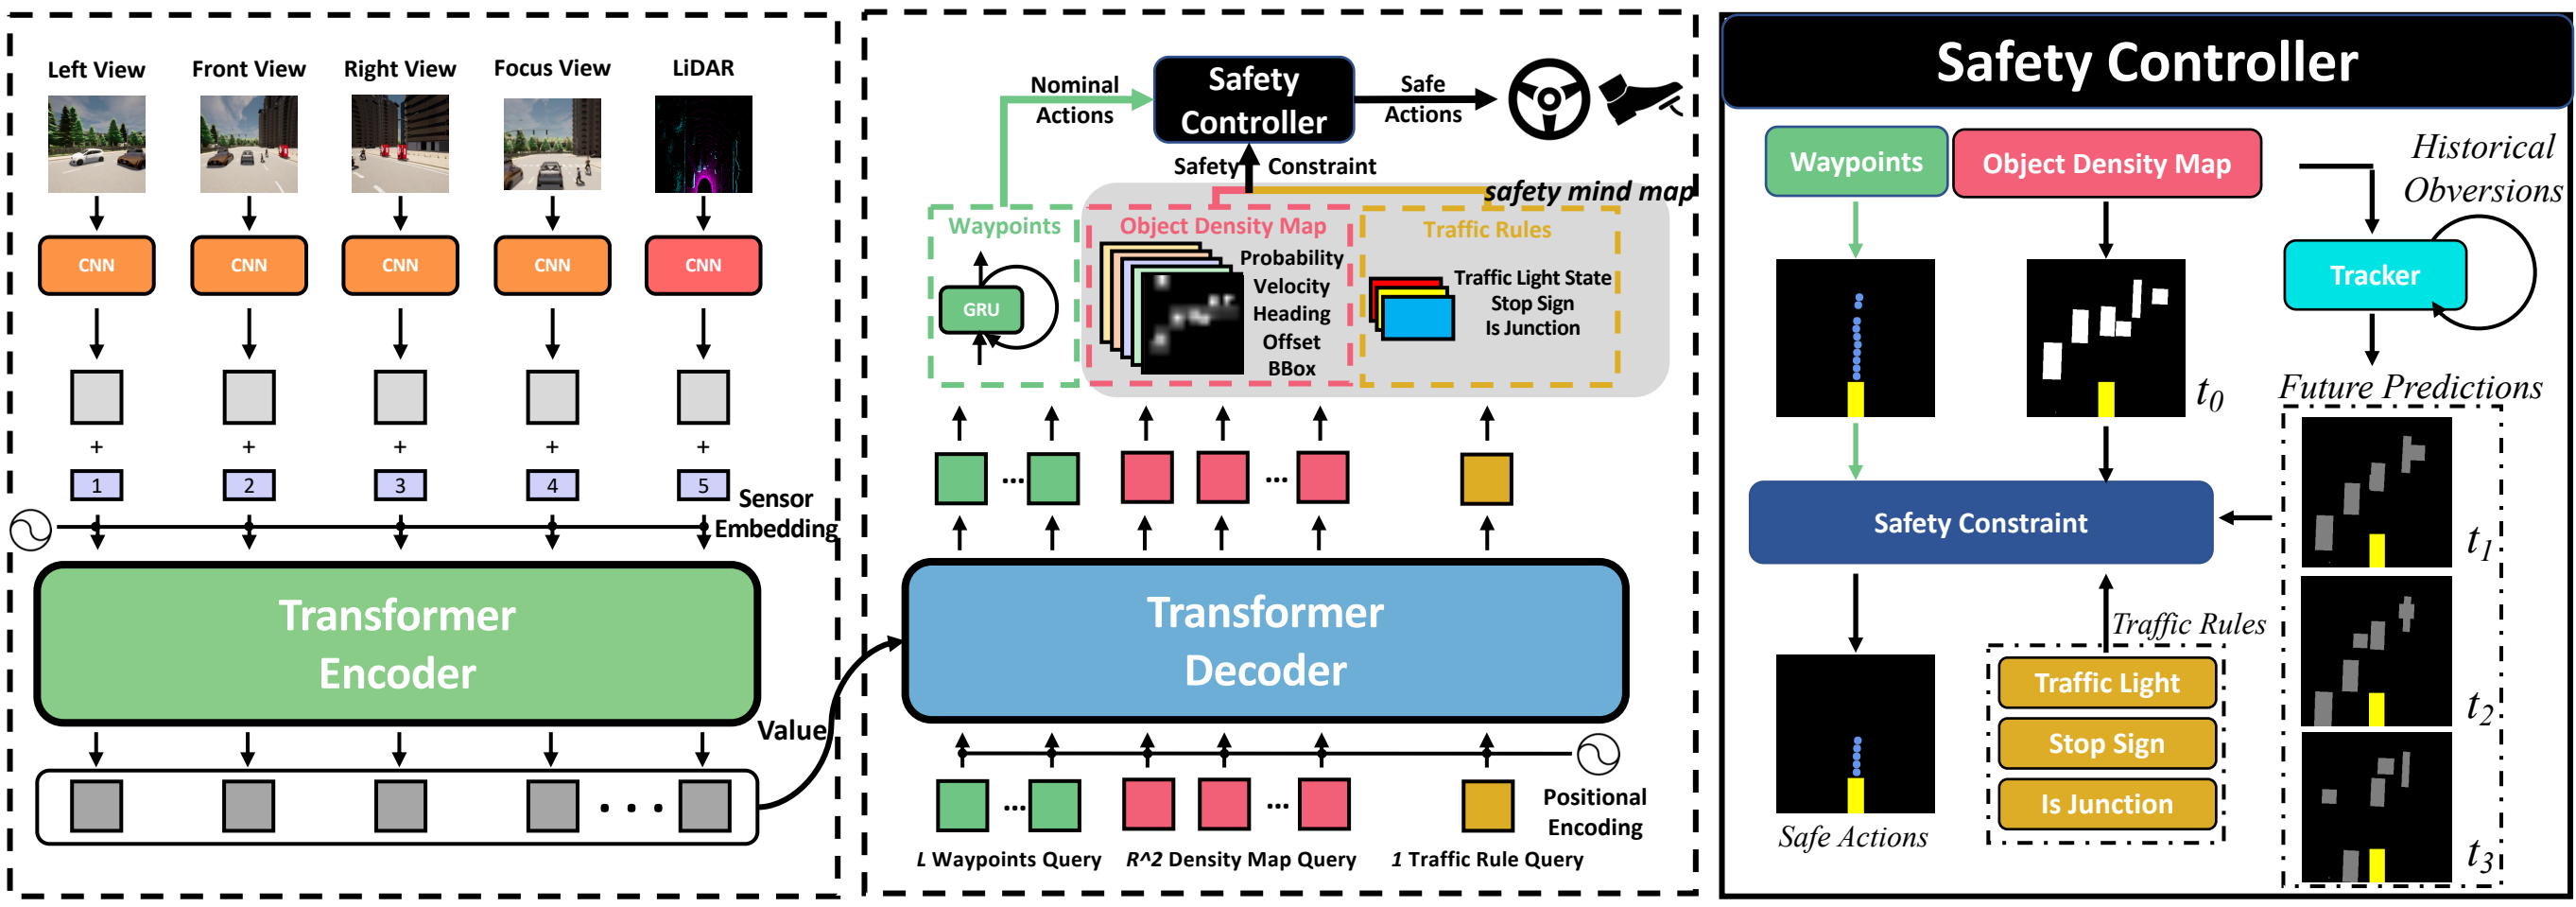 Left View
Front View
Right View
Focus View
LiDAR
CNN
CNN
CNN
CNN
CNN
+
+
+
+
+
1
2
3
4
5
Sensor
Embedding
Transformer
Encoder
Value
Nominal
Actions
Safety
Controller
Safe
Actions
Safety Constraint
safety mind map
Waypoints
GRU
Object Density Map
Probability
Velocity
Heading
Offset
BBox
Traffic Rules
Traffic Light State
Stop Sign
Is Junction
...
...
Transformer
Decoder
...
...
Positional
Encoding
L Waypoints Query
R^2 Density Map Query
1 Traffic Rule Query
Safety Controller
Waypoints
Object Density Map
Historical
Obversions
Tracker
t0
Future Predictions
Safety Constraint
t1
t2
t3
Traffic Rules
Traffic Light
Stop Sign
Is Junction
Safe Actions